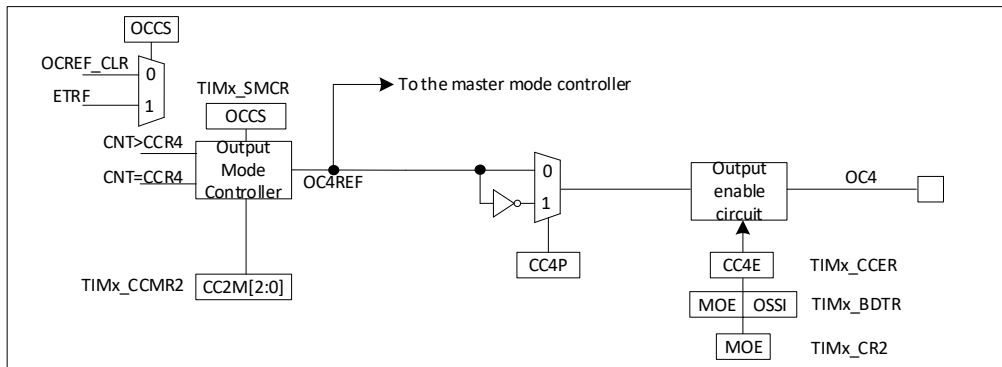 OCCS
OCREF_CLR
0
ETRF
1
To the master mode controller
TIMx_SMCR
OCCS
CNT>CCR4
CNT=CCR4
Output
Mode
Controller
OC4REF
0
1
Output
enable
circuit
OC4
CC4P
CC4E
TIMx_CCER
TIMx_CCMR2
CC2M[2:0]
MOE OSSI
TIMx_BDTR
MOE
TIMx_CR2